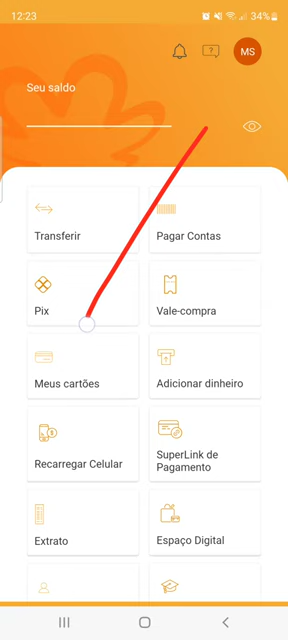 12:23
34%
?
MS
Seu saldo
Transferir
Pagar Contas
Pix
Vale-compra
Meus cartões
Adicionar dinheiro
Recarregar Celular
SuperLink de
Pagamento
Extrato
Espaço Digital